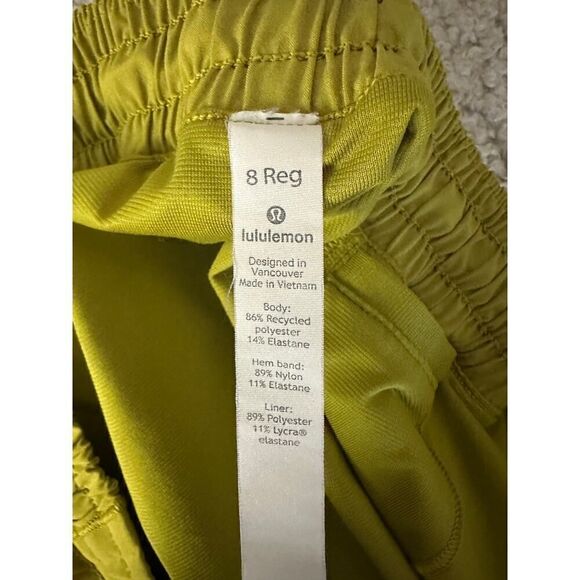 8 Reg
lululemon
Designed in
Vancouver
Made in Vietnam
Body:
86% Recycled
polyester
14% Elastane
Hem band:
89% Nylon
11% Elastane
Liner:
89% Polyester
11% Lycra®
elastane